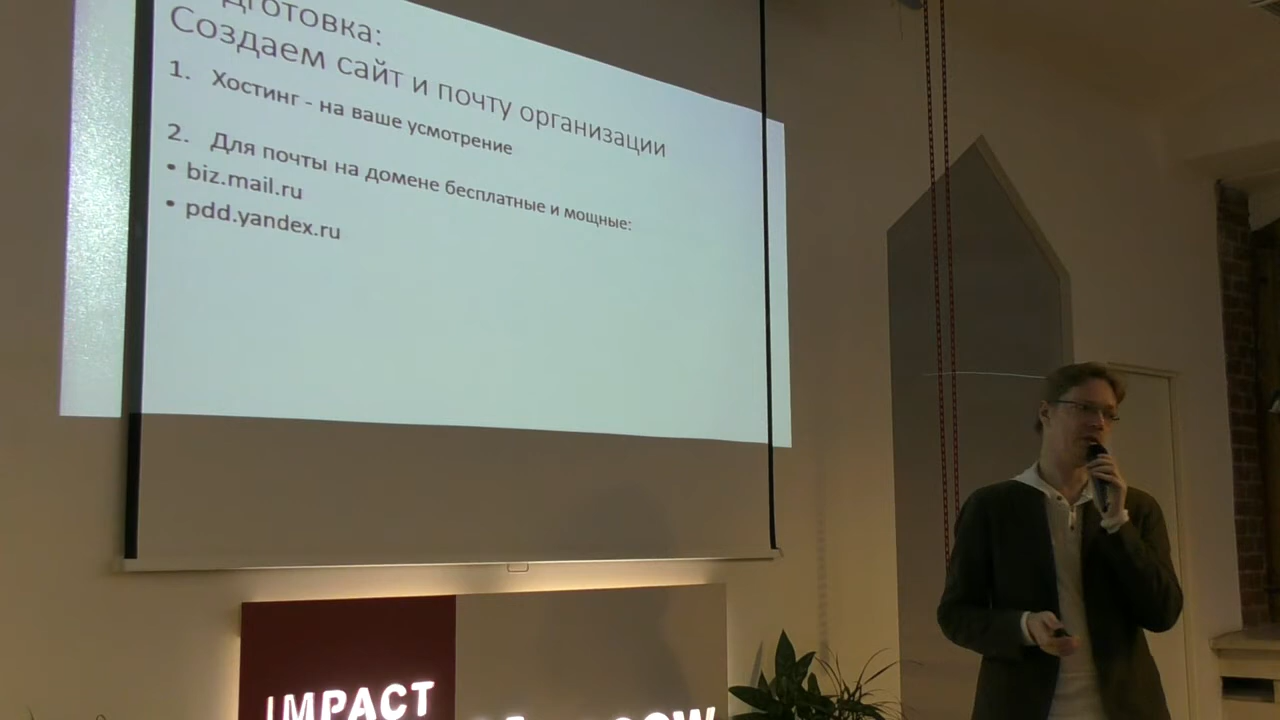 дготовка:
Создаем сайт и почту организации
1. Хостинг - на ваше усмотрение
2. Для почты на домене бесплатные и мощные:
• biz.mail.ru
• pdd.yandex.ru
IMPACT